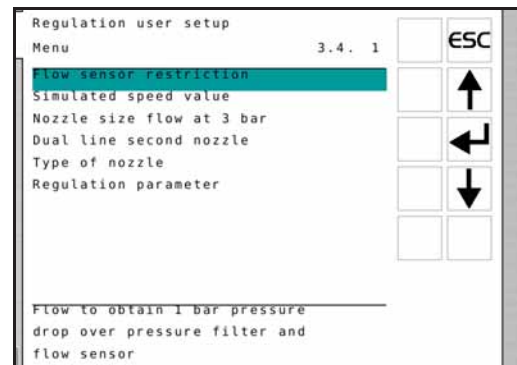 Regulation user setup
Menu 3.4. 1
ESC
Flow sensor restriction
Simulated speed value
Nozzle size flow at 3 bar
Dual line second nozzle
Type of nozzle
Regulation parameter
Flow to obtain 1 bar pressure
drop over pressure filter and
flow sensor